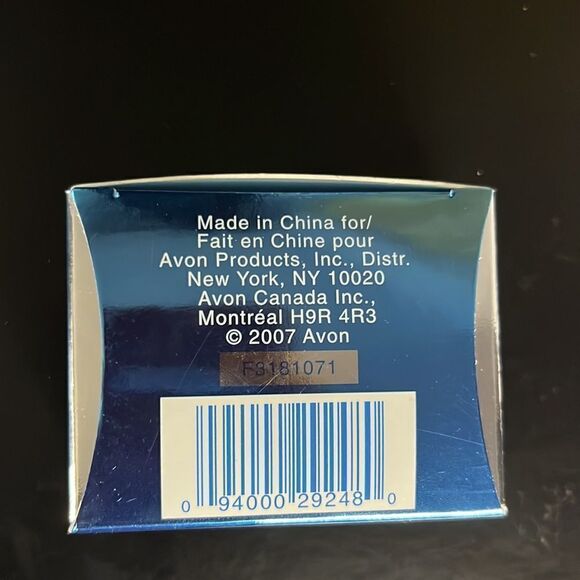 Made in China for/
Fait en Chine pour
Avon Products, Inc., Distr.
New York, NY 10020
Avon Canada Inc.,
Montréal H9R 4R3
© 2007 Avon
F3181071
0 94000 29248 0